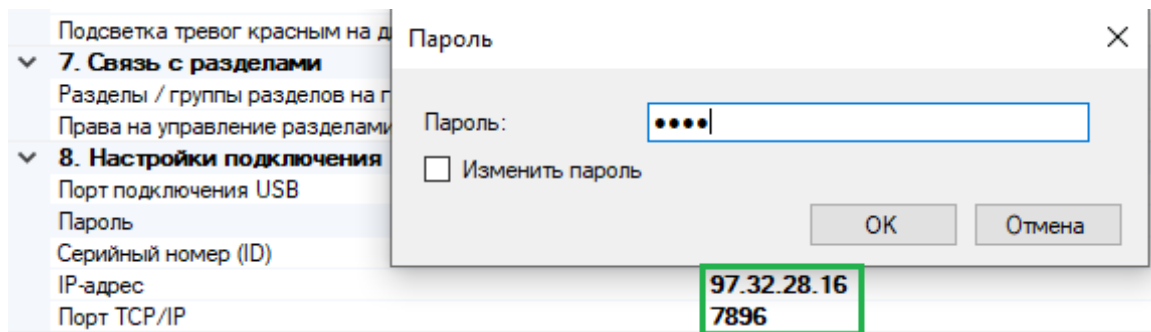 Подсветка тревог красным на
7. Связь с разделами
Разделы / группы разделов на
Права на управление разделами
8. Настройки подключения
Порт подключения USB
Пароль
Серийный номер (ID)
IP-адрес
97.32.28.16
Порт TCP/IP
7896
Пароль
Пароль:
••••
Изменить пароль
OK
Отмена